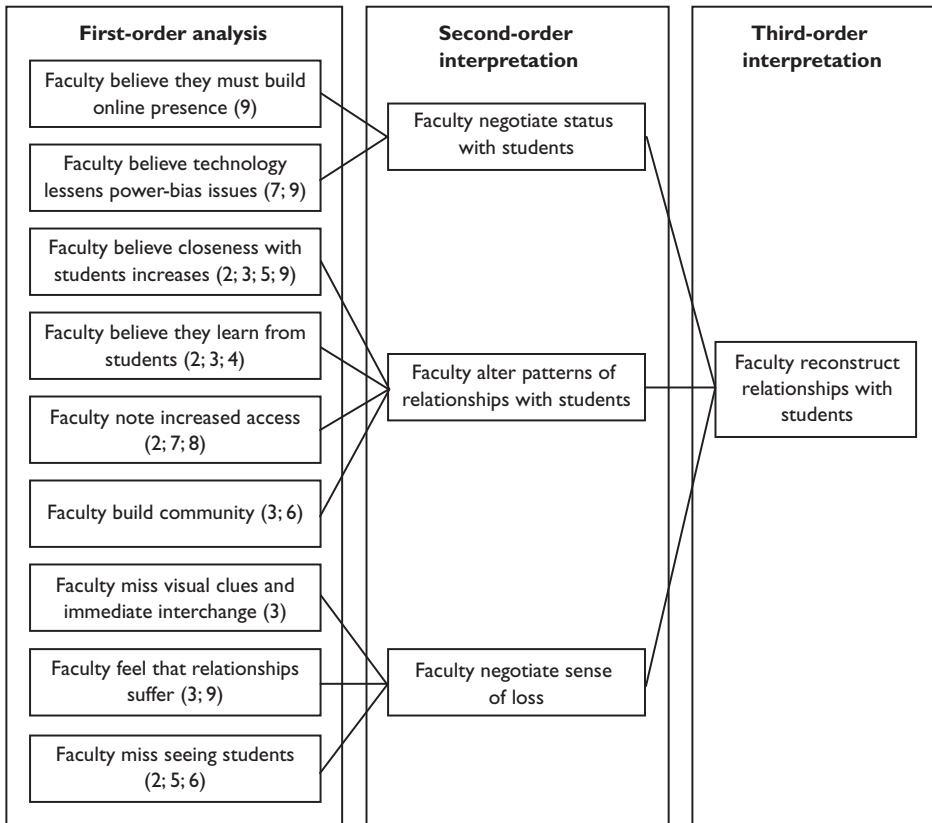 First-order analysis
Faculty believe they must build
online presence (9)
Faculty believe technology
lessens power-bias issues (7; 9)
Faculty believe closeness with
students increases (2; 3; 5; 9)
Faculty believe they learn from
students (2; 3; 4)
Faculty note increased access
(2; 7; 8)
Faculty build community (3; 6)
Faculty miss visual clues and
immediate interchange (3)
Faculty feel that relationships
suffer (3; 9)
Faculty miss seeing students
(2; 5; 6)
Second-order
interpretation
Faculty negotiate status
with students
Faculty alter patterns of
relationships with students
Faculty negotiate sense
of loss
Third-order
interpretation
Faculty reconstruct
relationships with
students